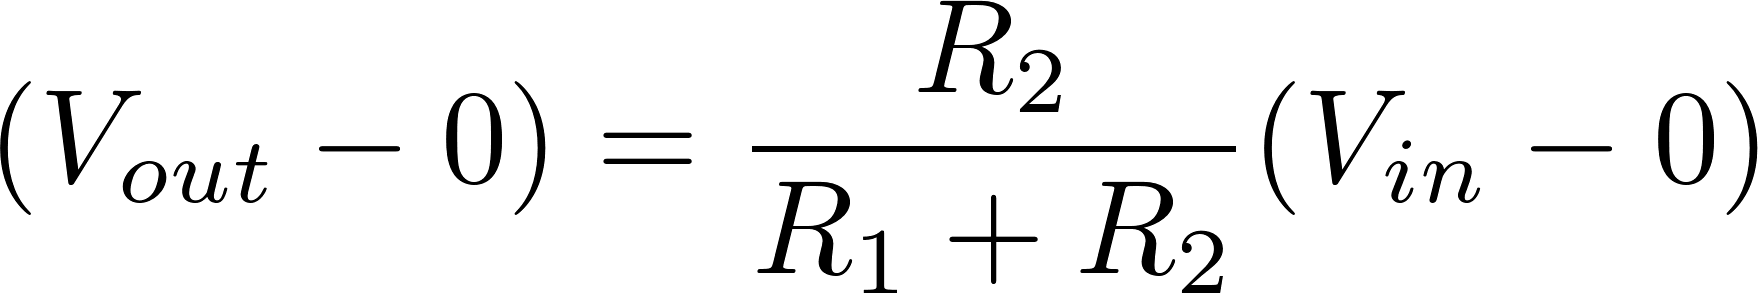 (V_{out} − 0) = \frac{R_2}{R_1 + R_2} (V_{in} − 0)